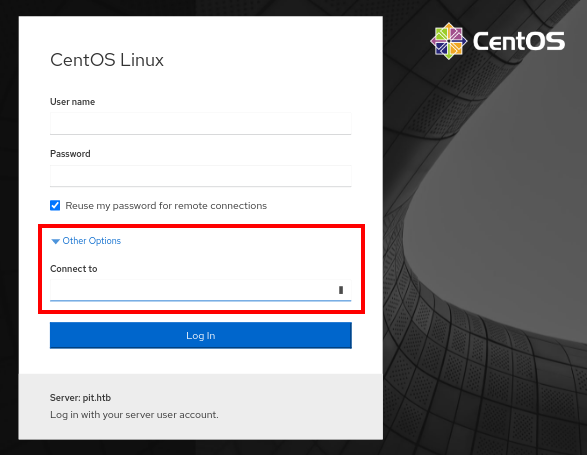 CentOS Linux
CentOS
User name
Password
Reuse my password for remote connections
Other Options
Connect to
Log In
Server: pit.htb
Log in with your server user account.